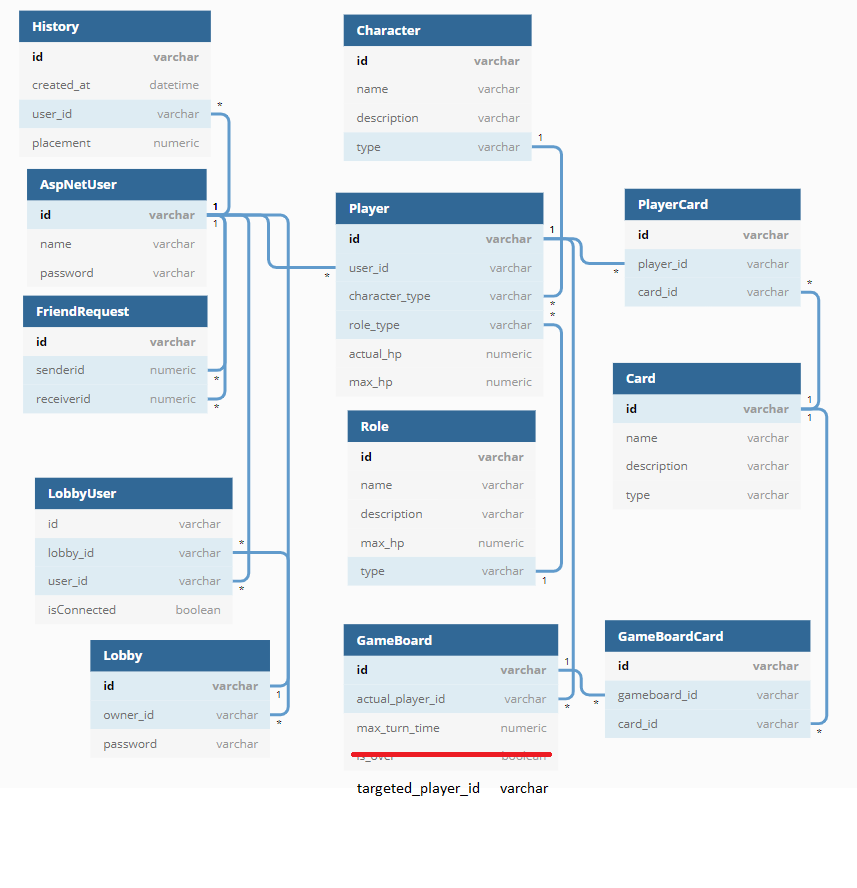 History
id varchar
created_at datetime
user_id varchar
placement numeric
*
AspNetUser
id varchar
name varchar
password varchar
1
1
FriendRequest
id varchar
senderid numeric
receiverid numeric
*
*
LobbyUser
id varchar
lobby_id varchar
user_id varchar
isConnected boolean
*
*
Lobby
id varchar
owner_id varchar
password varchar
1
*
Character
id varchar
name varchar
description varchar
type varchar
1
Player
id varchar
user_id varchar
character_type varchar
role_type varchar
actual_hp numeric
max_hp numeric
1
*
*
*
Role
id varchar
name varchar
description varchar
max_hp numeric
type varchar
1
GameBoard
id varchar
actual_player_id varchar
max_turn_time numeric
is_over boolean
targeted_player_id varchar
1
*
PlayerCard
id varchar
player_id varchar
card_id varchar
*
*
Card
id varchar
name varchar
description varchar
type varchar
1
1
GameBoardCard
id varchar
gameboard_id varchar
card_id varchar
*
*